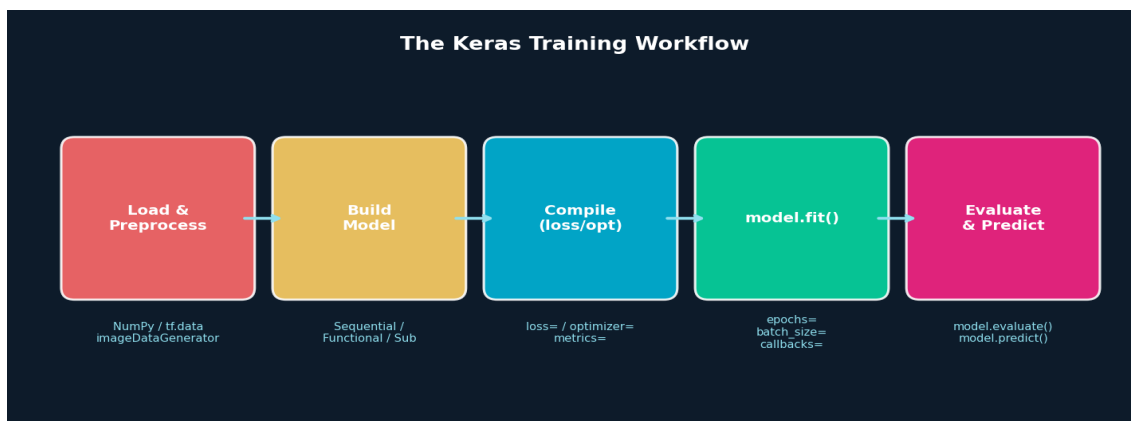 The Keras Training Workflow
Load &
Preprocess
Build
Model
Compile
(loss/opt)
model.fit()
Evaluate
& Predict
NumPy / tf.data
imageDataGenerator
Sequential /
Functional / Sub
loss= / optimizer=
metrics=
epochs=
batch_size=
callbacks=
model.evaluate()
model.predict()